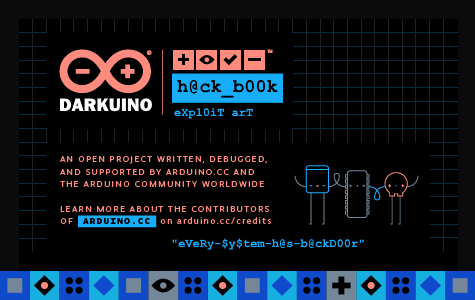 DARKUINO
h@ck_b00k
eXpl0iT arT
AN OPEN PROJECT WRITTEN, DEBUGGED,
AND SUPPORTED BY ARDUINO.CC AND
THE ARDUINO COMMUNITY WORLDWIDE
LEARN MORE ABOUT THE CONTRIBUTORS
OF ARDUINO.CC on arduino.cc/credits
"eVeRy-$y$tem-h@s-b@ckD00r"